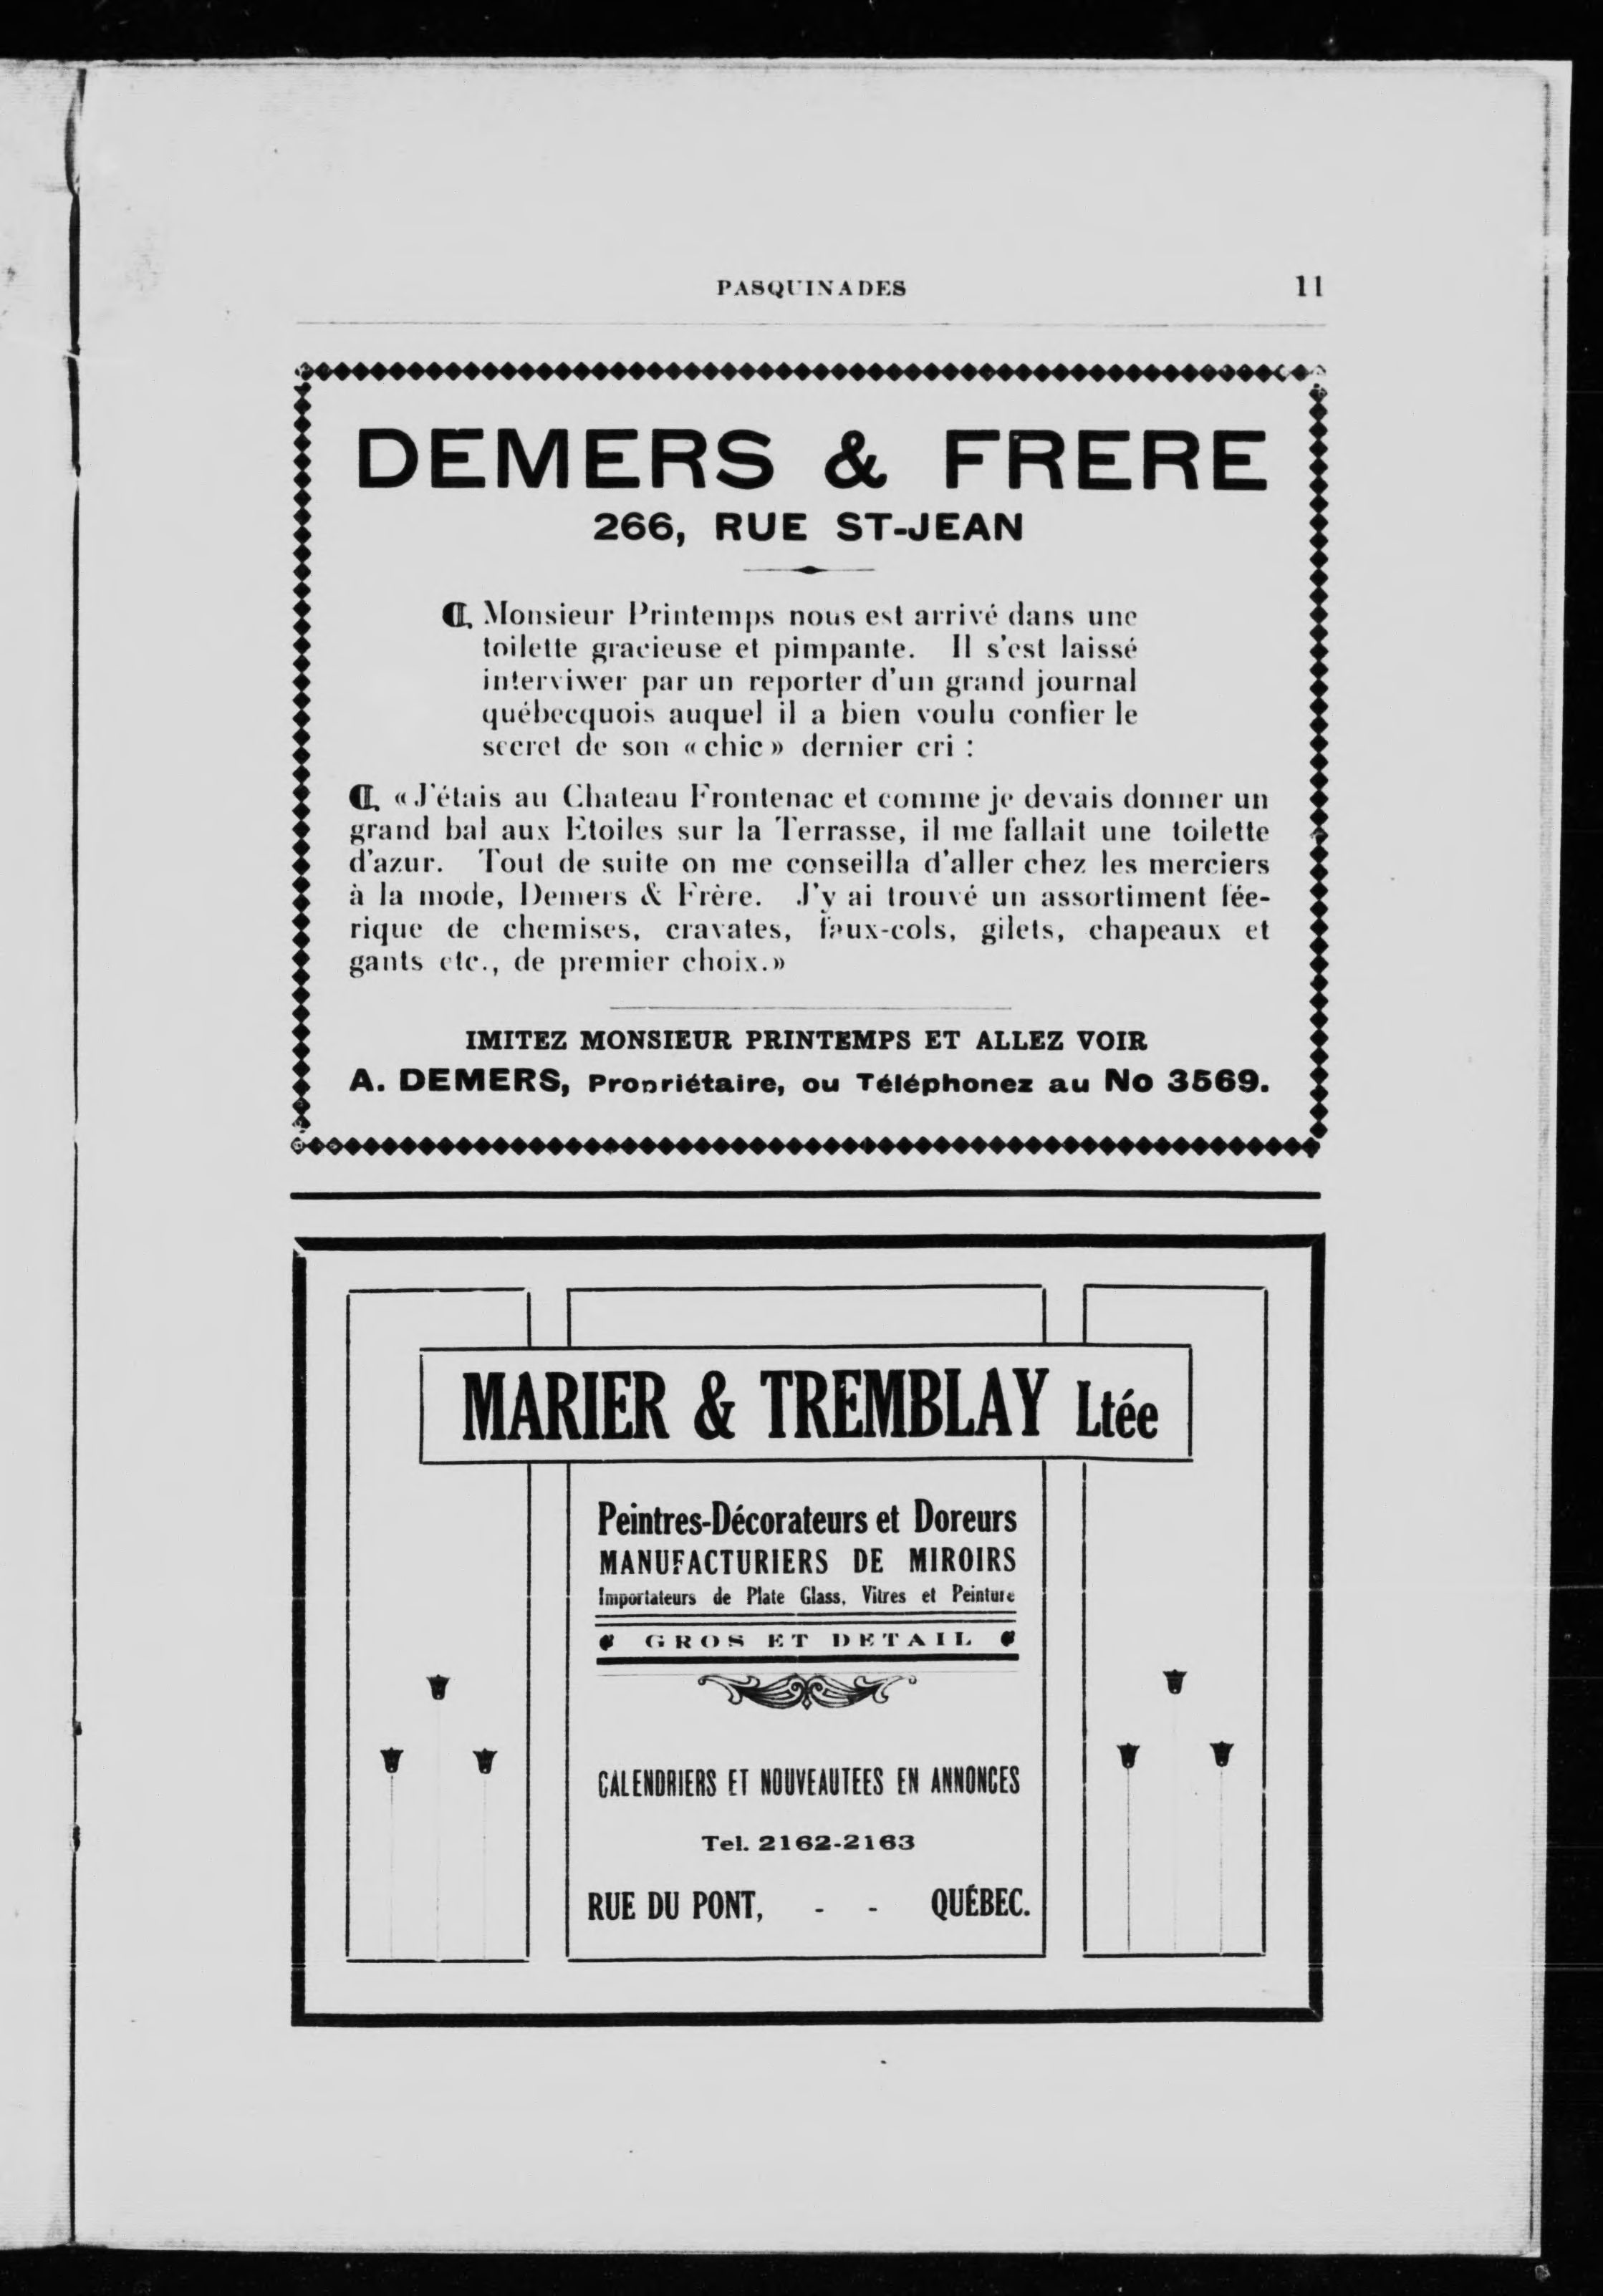 PASQUINADES 11
DEMERS & FRERE
266, RUE ST-JEAN
Monsieur Printemps nous est arrivé dans une
toilette gracieuse et pimpante. Il s'est laissé
interviwer par un reporter d'un grand journal
québecquois auquel il a bien voulu confier le
secret de son « chic » dernier cri :
« J'étais au Chateau Frontenac et comme je devais donner un
grand bal aux Etoiles sur la Terrasse, il me fallait une toilette
d'azur. Tout de suite on me conseilla d'aller chez les merciers
à la mode, Demers & Frère. J'y ai trouvé un assortiment fée-
rique de chemises, cravates, faux-cols, gilets, chapeaux et
gants etc., de premier choix.»
IMITEZ MONSIEUR PRINTEMPS ET ALLEZ VOIR
A. DEMERS, Propriétaire, ou Téléphonez au No 3569.
MARIER & TREMBLAY Ltée
Peintres-Décorateurs et Doreurs
MANUFACTURIERS DE MIROIRS
Importateurs de Plate Glass, Vitres et Peinture
GROS ET DETAIL
CALENDRIERS ET NOUVEAUTEES EN ANNONCES
Tel. 2162-2163
RUE DU PONT, - - QUÉBEC.